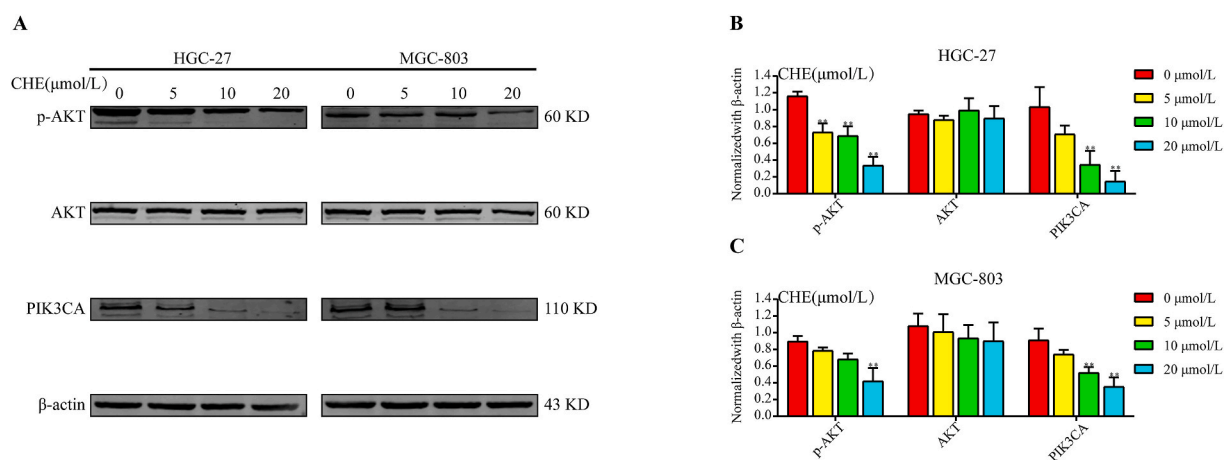 A
HGC-27 MGC-803
CHE(μmol/L)
0 5 10 20 0 5 10 20
p-AKT 60 KD
AKT 60 KD
PIK3CA 110 KD
β-actin 43 KD
B
HGC-27
CHE(μmol/L)
Normalizedwith β-actin
1.4
1.2
1.0
0.8
0.6
0.4
0.2
0.0
** ** ** ** **
p-AKT AKT PIK3CA
0 μmol/L
5 μmol/L
10 μmol/L
20 μmol/L
C
MGC-803
CHE(μmol/L)
Normalizedwith β-actin
1.4
1.2
1.0
0.8
0.6
0.4
0.2
0.0
** ** **
p-AKT AKT PIK3CA
0 μmol/L
5 μmol/L
10 μmol/L
20 μmol/L